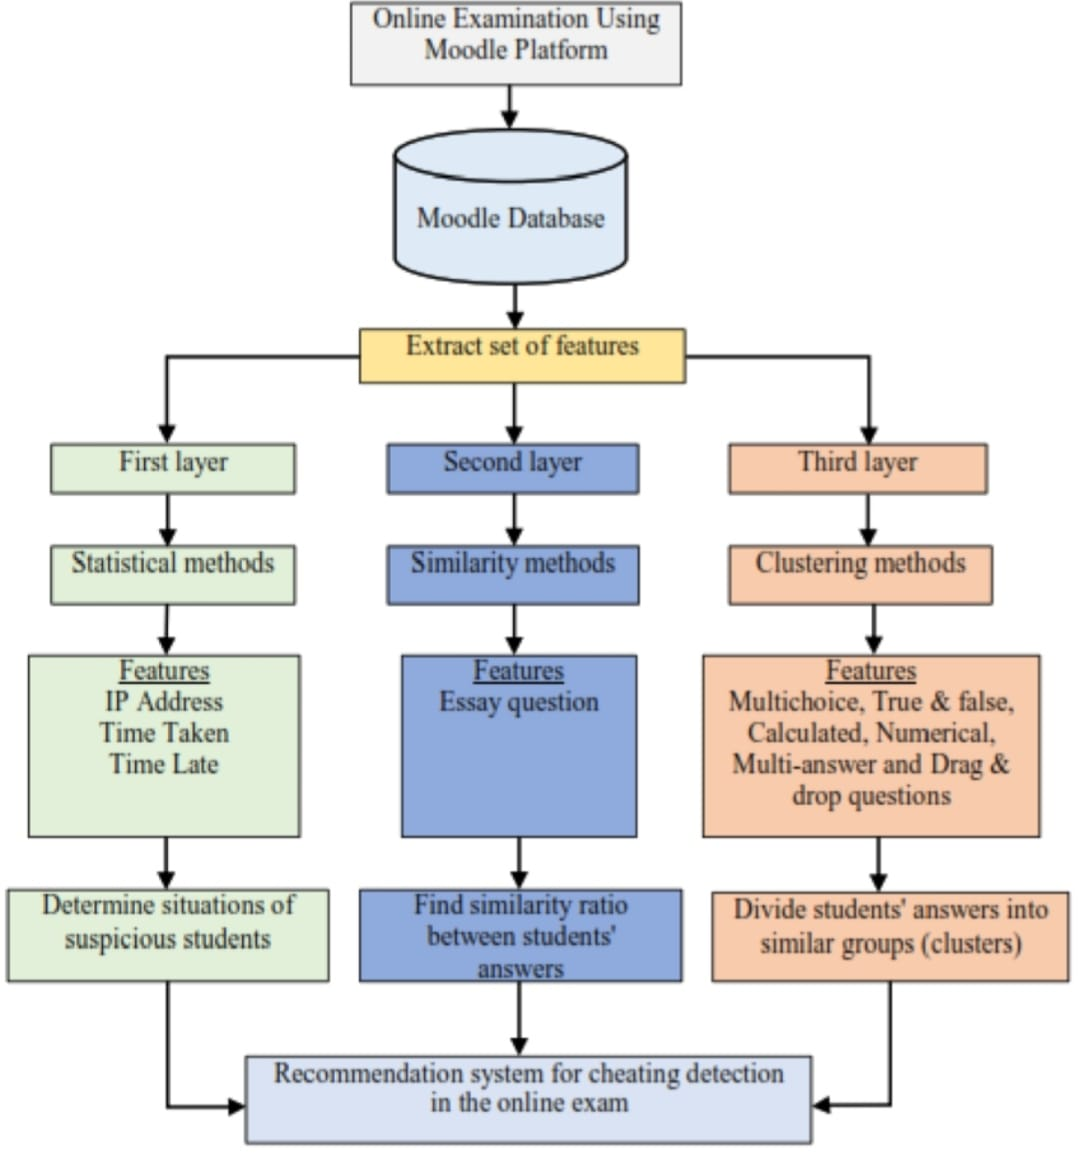 Online Examination Using
Moodle Platform
Moodle Database
Extract set of features
First layer
Second layer
Third layer
Statistical methods
Similarity methods
Clustering methods
Features
IP Address
Time Taken
Time Late
Features
Essay question
Features
Multichoice, True & false,
Calculated, Numerical,
Multi-answer and Drag &
drop questions
Determine situations of
suspicious students
Find similarity ratio
between students'
answers
Divide students' answers into
similar groups (clusters)
Recommendation system for cheating detection
in the online exam